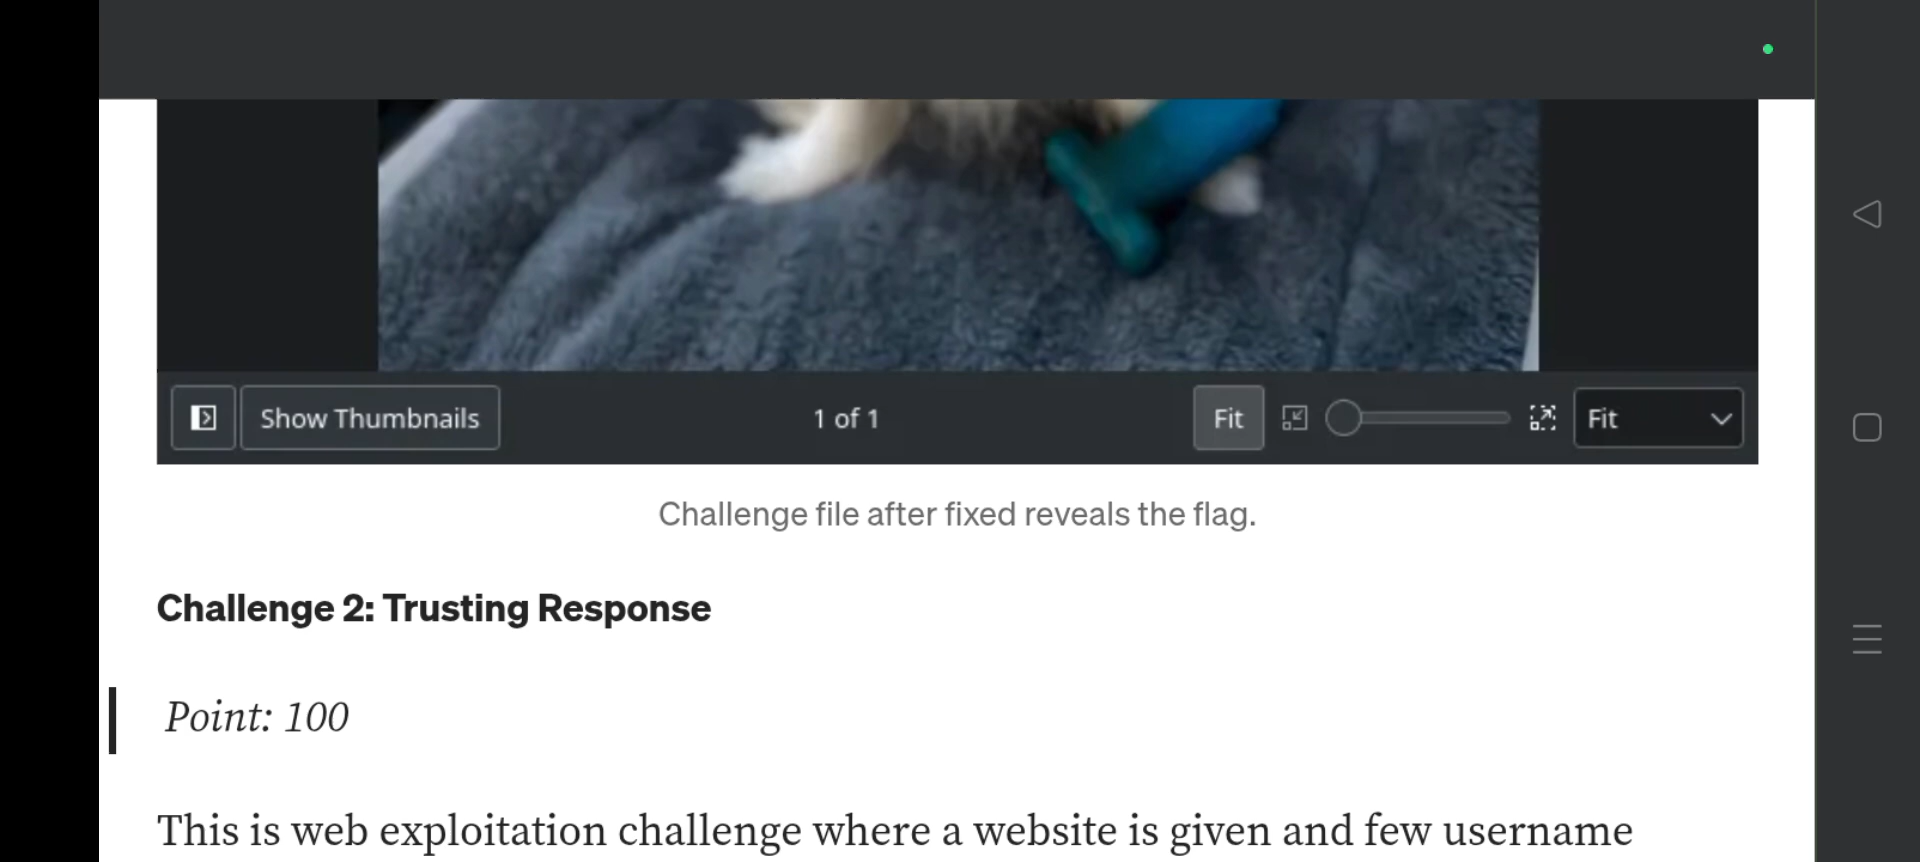 Show Thumbnails 1 of 1 Fit Fit
Challenge file after fixed reveals the flag.
Challenge 2: Trusting Response
Point: 100
This is web exploitation challenge where a website is given and few username